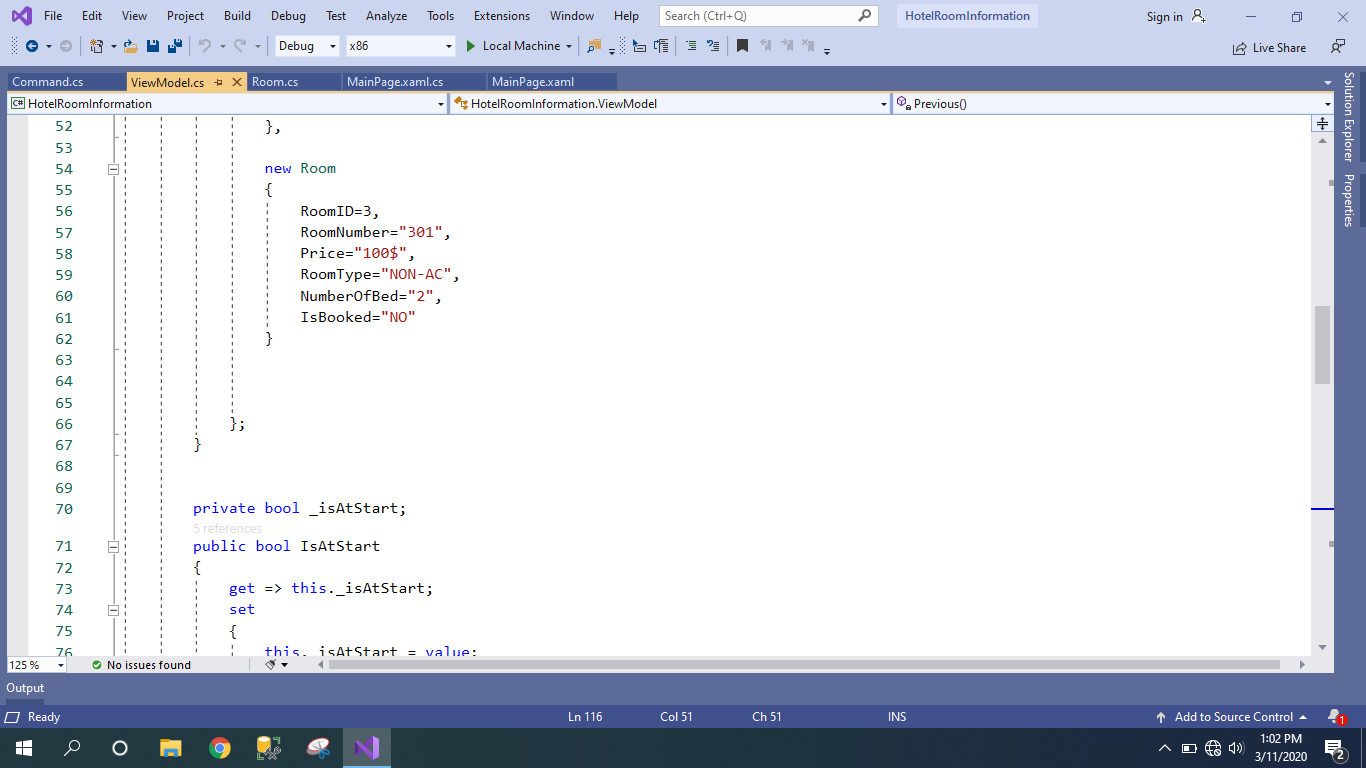 File Edit View Project Build Debug Test Analyze Tools Extensions Window Help Search (Ctrl+Q) HotelRoomInformation Sign in
Debug x86 Local Machine Live Share
Command.cs ViewModel.cs Room.cs MainPage.xaml.cs MainPage.xaml
C# HotelRoomInformation HotelRoomInformation.ViewModel Previous()
Solution Explorer
Properties
52 },
53
54 new Room
55 {
56 RoomID=3,
57 RoomNumber="301",
58 Price="100$",
59 RoomType="NON-AC",
60 NumberOfBed="2",
61 IsBooked="NO"
62 }
63
64
65
66 };
67 }
68
69
70 private bool _isAtStart;
5 references
71 public bool IsAtStart
72 {
73 get => this._isAtStart;
74 set
75 {
76 this._isAtStart = value;
125 % No issues found
Output
Ready Ln 116 Col 51 Ch 51 INS Add to Source Control 1
1:02 PM
3/11/2020
2